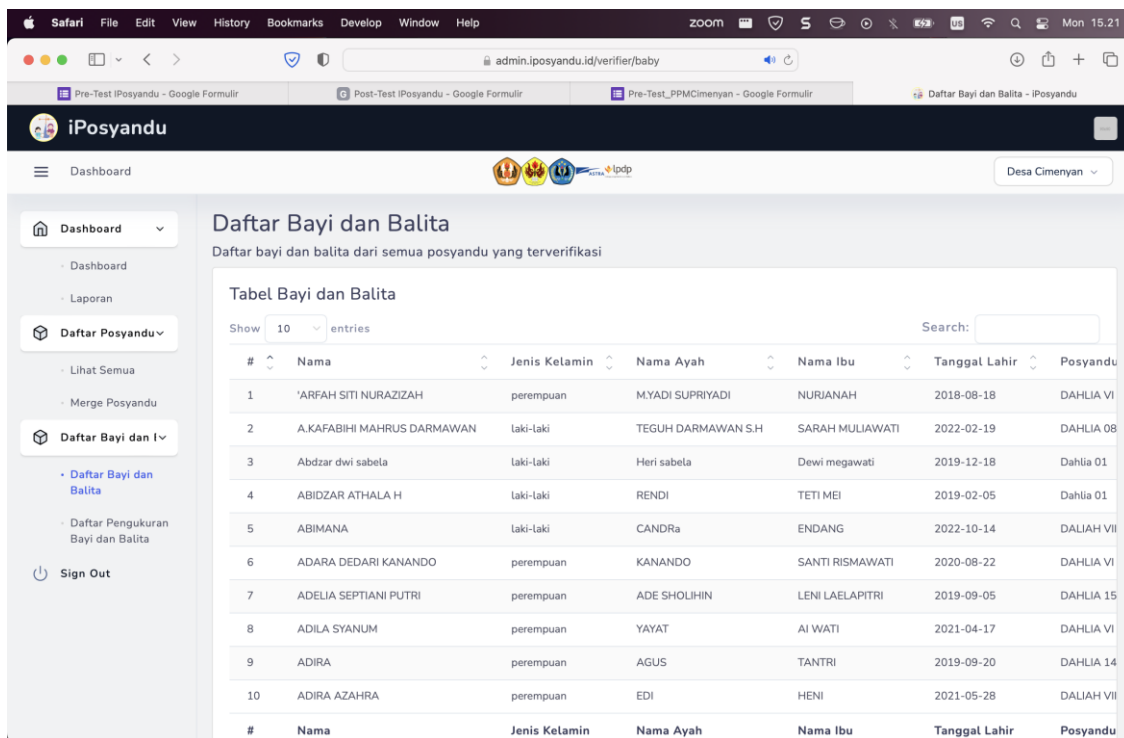 Safari File Edit View History Bookmarks Develop Window Help zoom US Mon 15.21
admin.iposyandu.id/verifier/baby
Pre-Test IPosyandu - Google Formulir Post-Test IPosyandu - Google Formulir Pre-Test_PPMCimenyan - Google Formulir Daftar Bayi dan Balita - iPosyandu
iPosyandu
Dashboard ASTRA lpdp Desa Cimenyan
Dashboard
Dashboard
Laporan
Daftar Posyandu
Lihat Semua
Merge Posyandu
Daftar Bayi dan I
Daftar Bayi dan
Balita
Daftar Pengukuran
Bayi dan Balita
Sign Out
Daftar Bayi dan Balita
Daftar bayi dan balita dari semua posyandu yang terverifikasi
Tabel Bayi dan Balita
Show 10 entries Search:
# Nama Jenis Kelamin Nama Ayah Nama Ibu Tanggal Lahir Posyandu
1 'ARFAH SITI NURAZIZAH perempuan M.YADI SUPRIYADI NURJANAH 2018-08-18 DAHLIA VI
2 A.KAFABIHI MAHRUS DARMAWAN laki-laki TEGUH DARMAWAN S.H SARAH MULIAWATI 2022-02-19 DAHLIA 08
3 Abdzar dwi sabela laki-laki Heri sabela Dewi megawati 2019-12-18 Dahlia 01
4 ABIDZAR ATHALA H laki-laki RENDI TETI MEI 2019-02-05 Dahlia 01
5 ABIMANA laki-laki CANDRa ENDANG 2022-10-14 DALIAH VII
6 ADARA DEDARI KANANDO perempuan KANANDO SANTI RISMAWATI 2020-08-22 DAHLIA VI
7 ADELIA SEPTIANI PUTRI perempuan ADE SHOLIHIN LENI LAELAPITRI 2019-09-05 DAHLIA 15
8 ADILA SYANUM perempuan YAYAT AI WATI 2021-04-17 DAHLIA VI
9 ADIRA perempuan AGUS TANTRI 2019-09-20 DAHLIA 14
10 ADIRA AZAHRA perempuan EDI HENI 2021-05-28 DALIAH VII
# Nama Jenis Kelamin Nama Ayah Nama Ibu Tanggal Lahir Posyandu